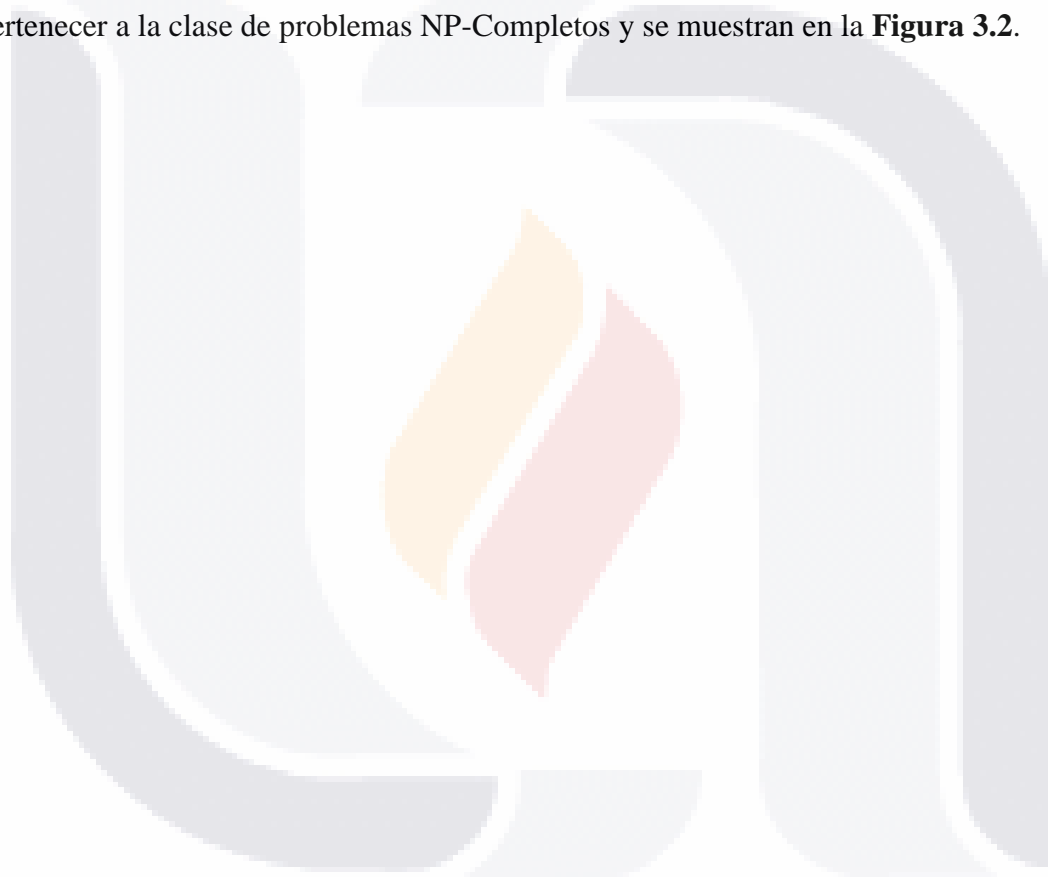 ertenecer a la clase de problemas NP-Completos y se muestran en la Figura 3.2.